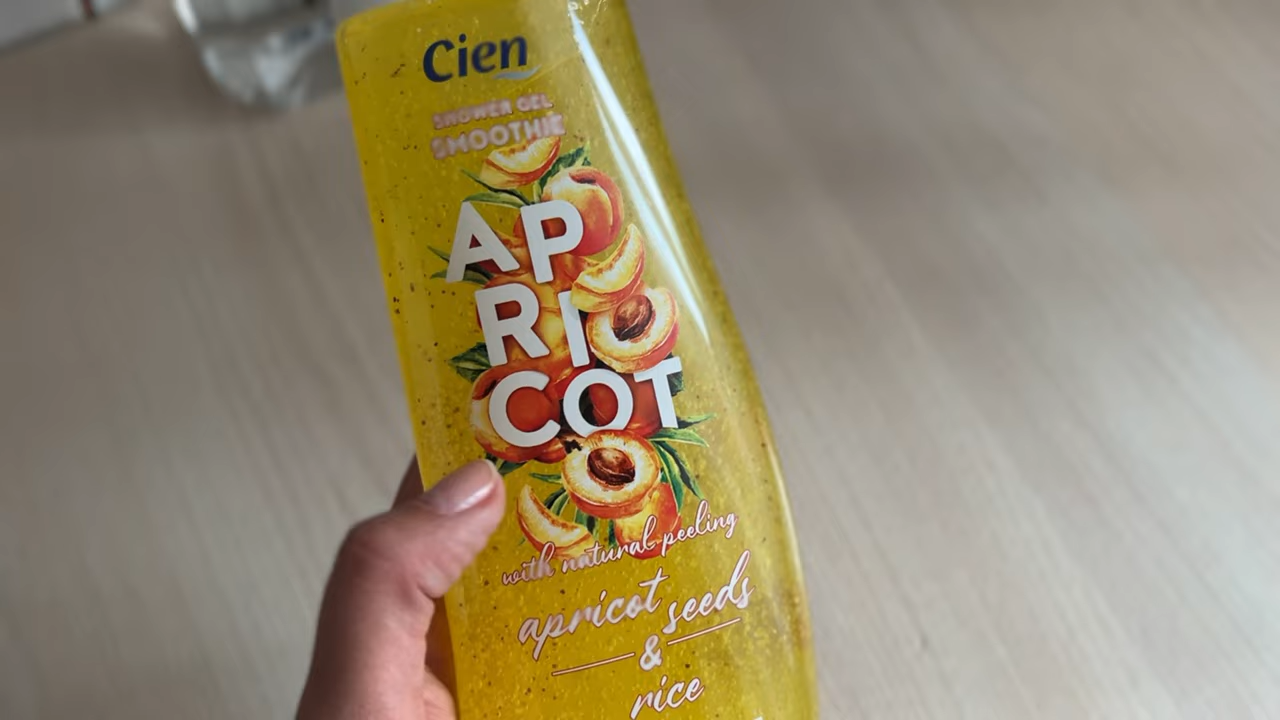 Cien
SHOWER GEL
SMOOTHIE
AP
RI
COT
with natural peeling
apricot seeds
&
rice